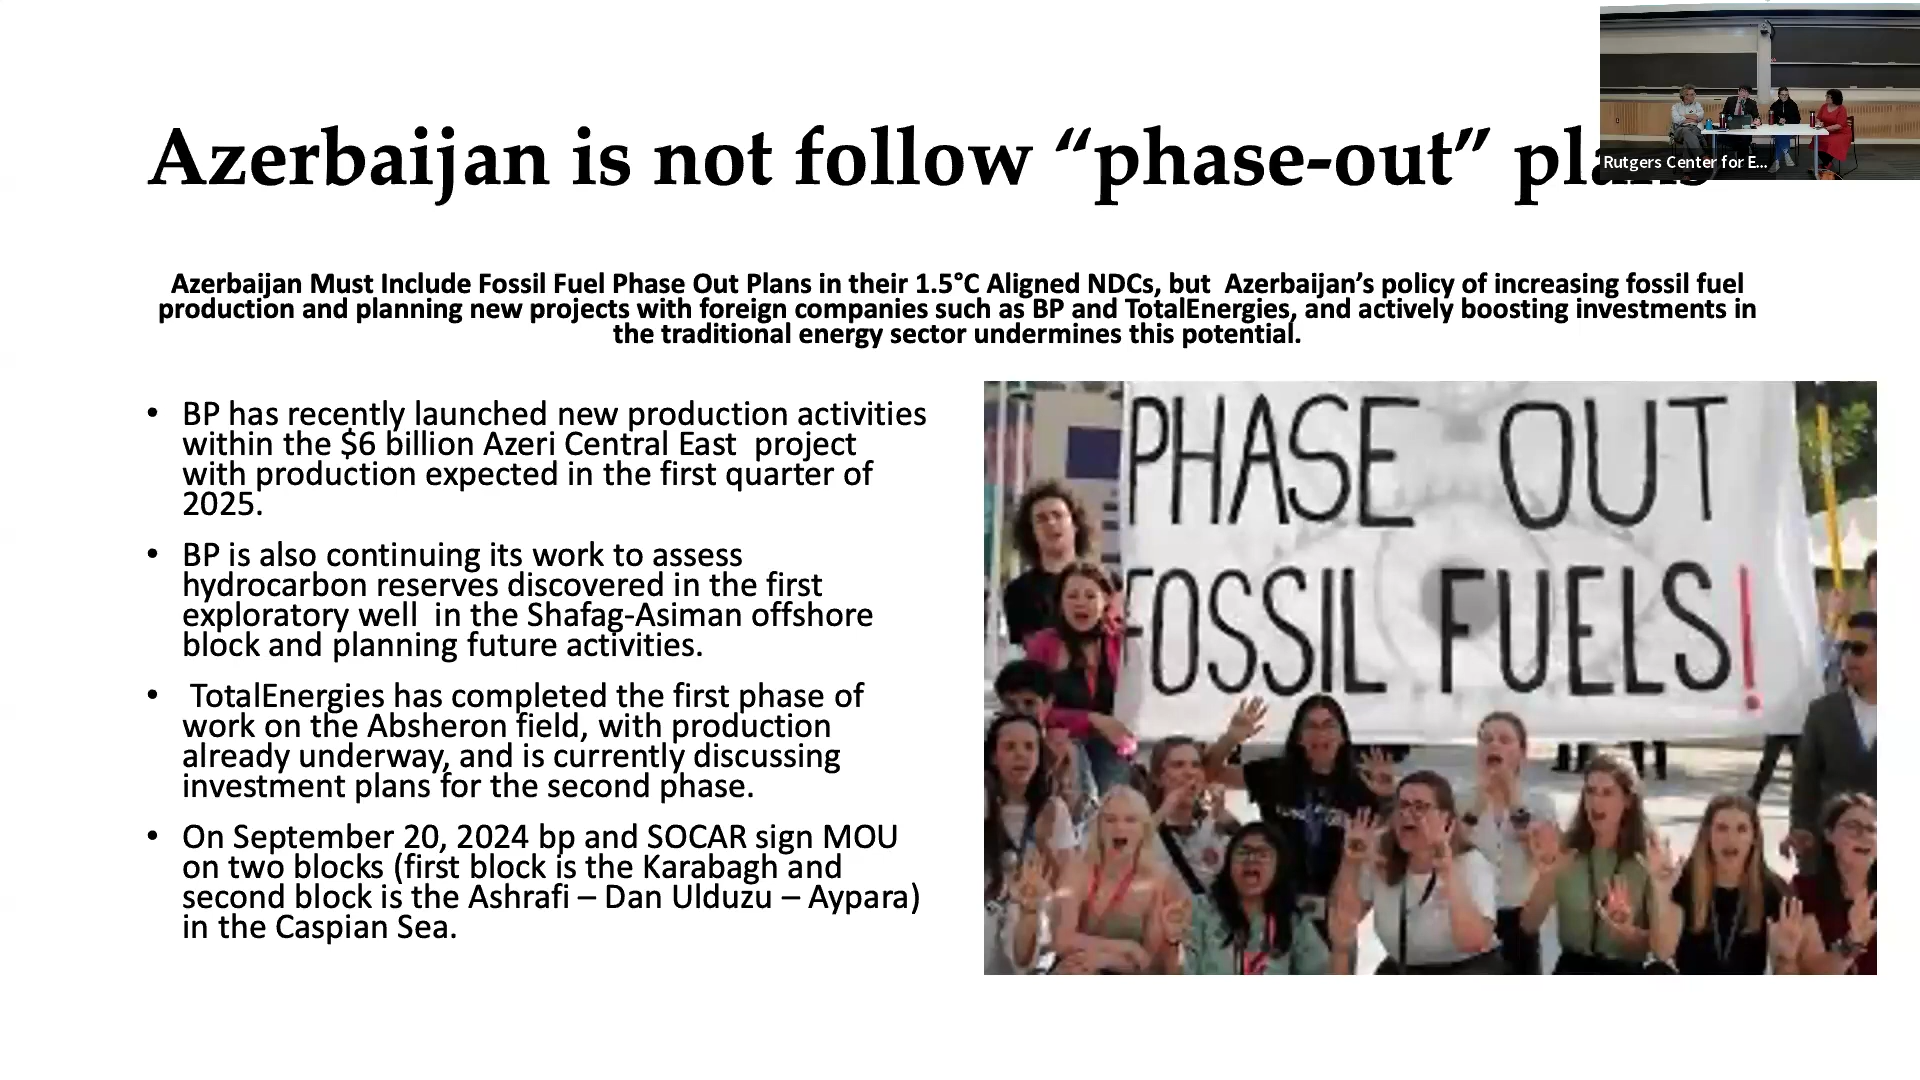 Azerbaijan is not follow “phase-out” plans
Rutgers Center for E...
Azerbaijan Must Include Fossil Fuel Phase Out Plans in their 1.5°C Aligned NDCs, but  Azerbaijan’s policy of increasing fossil fuel
production and planning new projects with foreign companies such as BP and TotalEnergies, and actively boosting investments in
the traditional energy sector undermines this potential.
• BP has recently launched new production activities
within the $6 billion Azeri Central East  project
with production expected in the first quarter of
2025.
• BP is also continuing its work to assess
hydrocarbon reserves discovered in the first
exploratory well  in the Shafag-Asiman offshore
block and planning future activities.
•  TotalEnergies has completed the first phase of
work on the Absheron field, with production
already underway, and is currently discussing
investment plans for the second phase.
• On September 20, 2024 bp and SOCAR sign MOU
on two blocks (first block is the Karabagh and
second block is the Ashrafi – Dan Ulduzu – Aypara)
in the Caspian Sea.
PHASE OUT
FOSSIL FUELS!